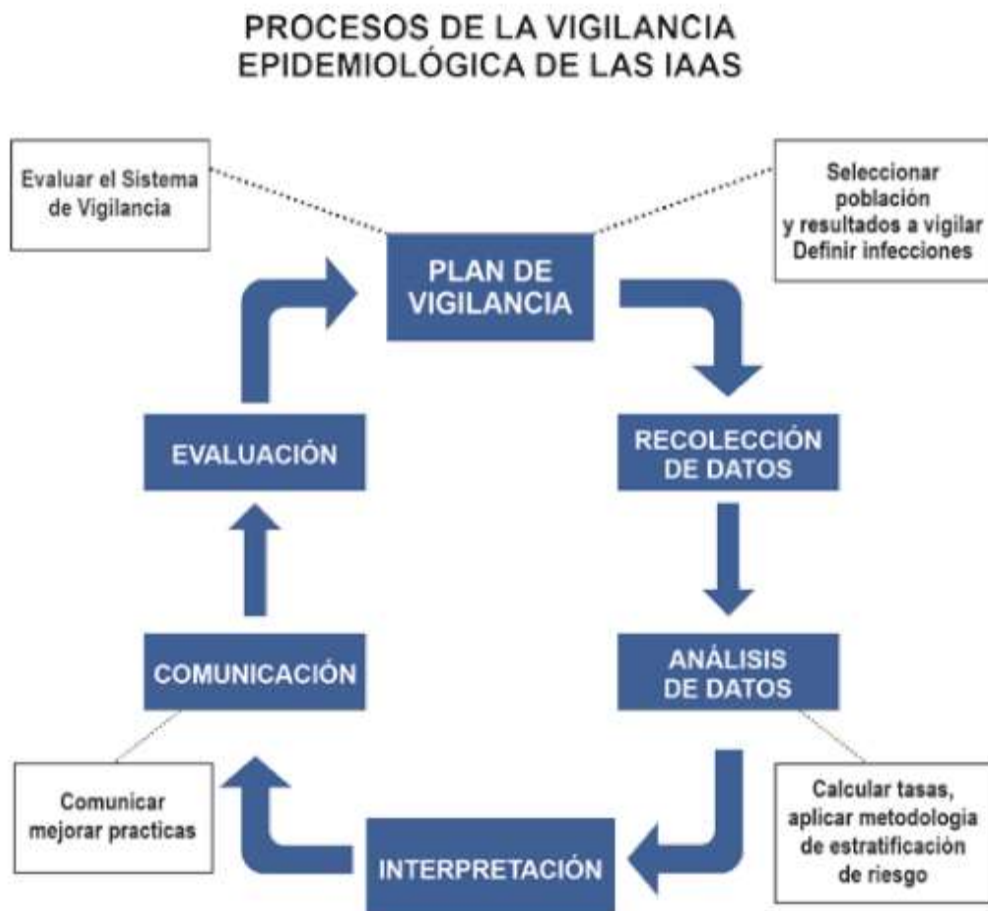 PROCESOS DE LA VIGILANCIA
EPIDEMIOLÓGICA DE LAS IAAS
Evaluar el Sistema
de Vigilancia
Seleccionar
población
y resultados a vigilar
Definir infecciones
PLAN DE
VIGILANCIA
EVALUACIÓN
RECOLECCIÓN
DE DATOS
COMUNICACIÓN
ANÁLISIS
DE DATOS
Comunicar
mejorar practicas
INTERPRETACIÓN
Calcular tasas,
aplicar metodología
de estratificación
de riesgo